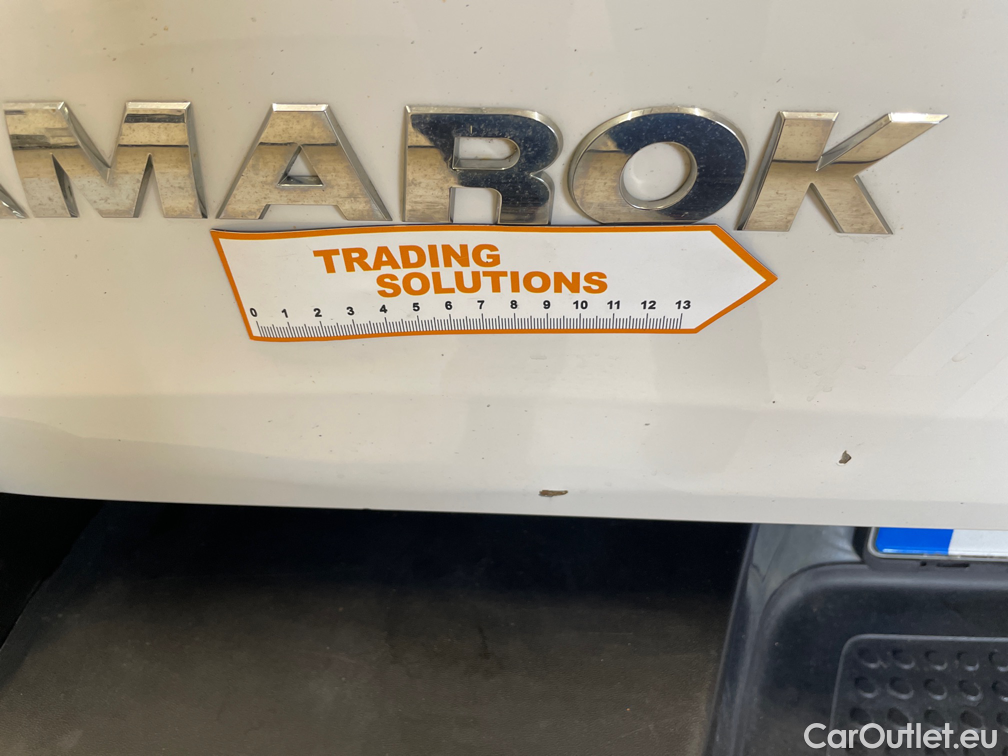 AMAROK
TRADING
SOLUTIONS
0 1 2 3 4 5 6 7 8 9 10 11 12 13
CarOutlet.eu